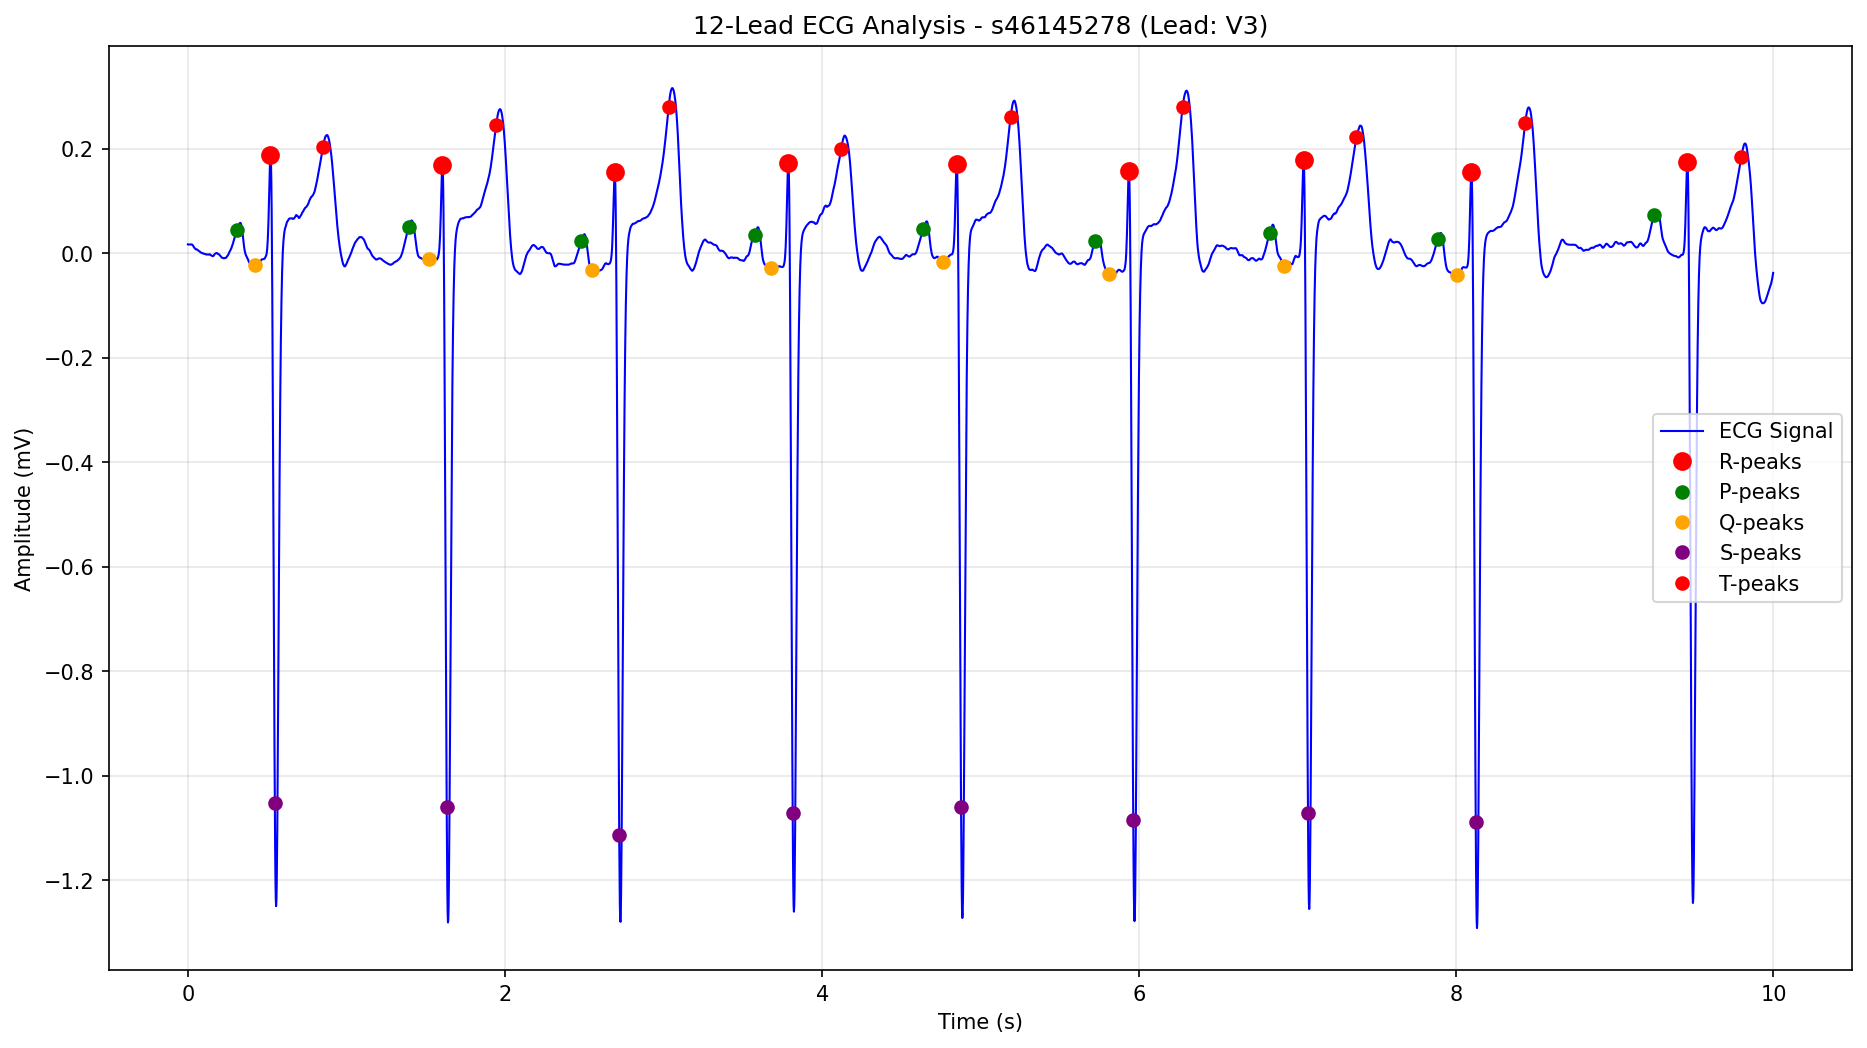 12-Lead ECG Analysis - s46145278 (Lead: V3)
Amplitude (mV)
0.2
0.0
−0.2
−0.4
−0.6
−0.8
−1.0
−1.2
ECG Signal
R-peaks
P-peaks
Q-peaks
S-peaks
T-peaks
0 2 4 6 8 10
Time (s)